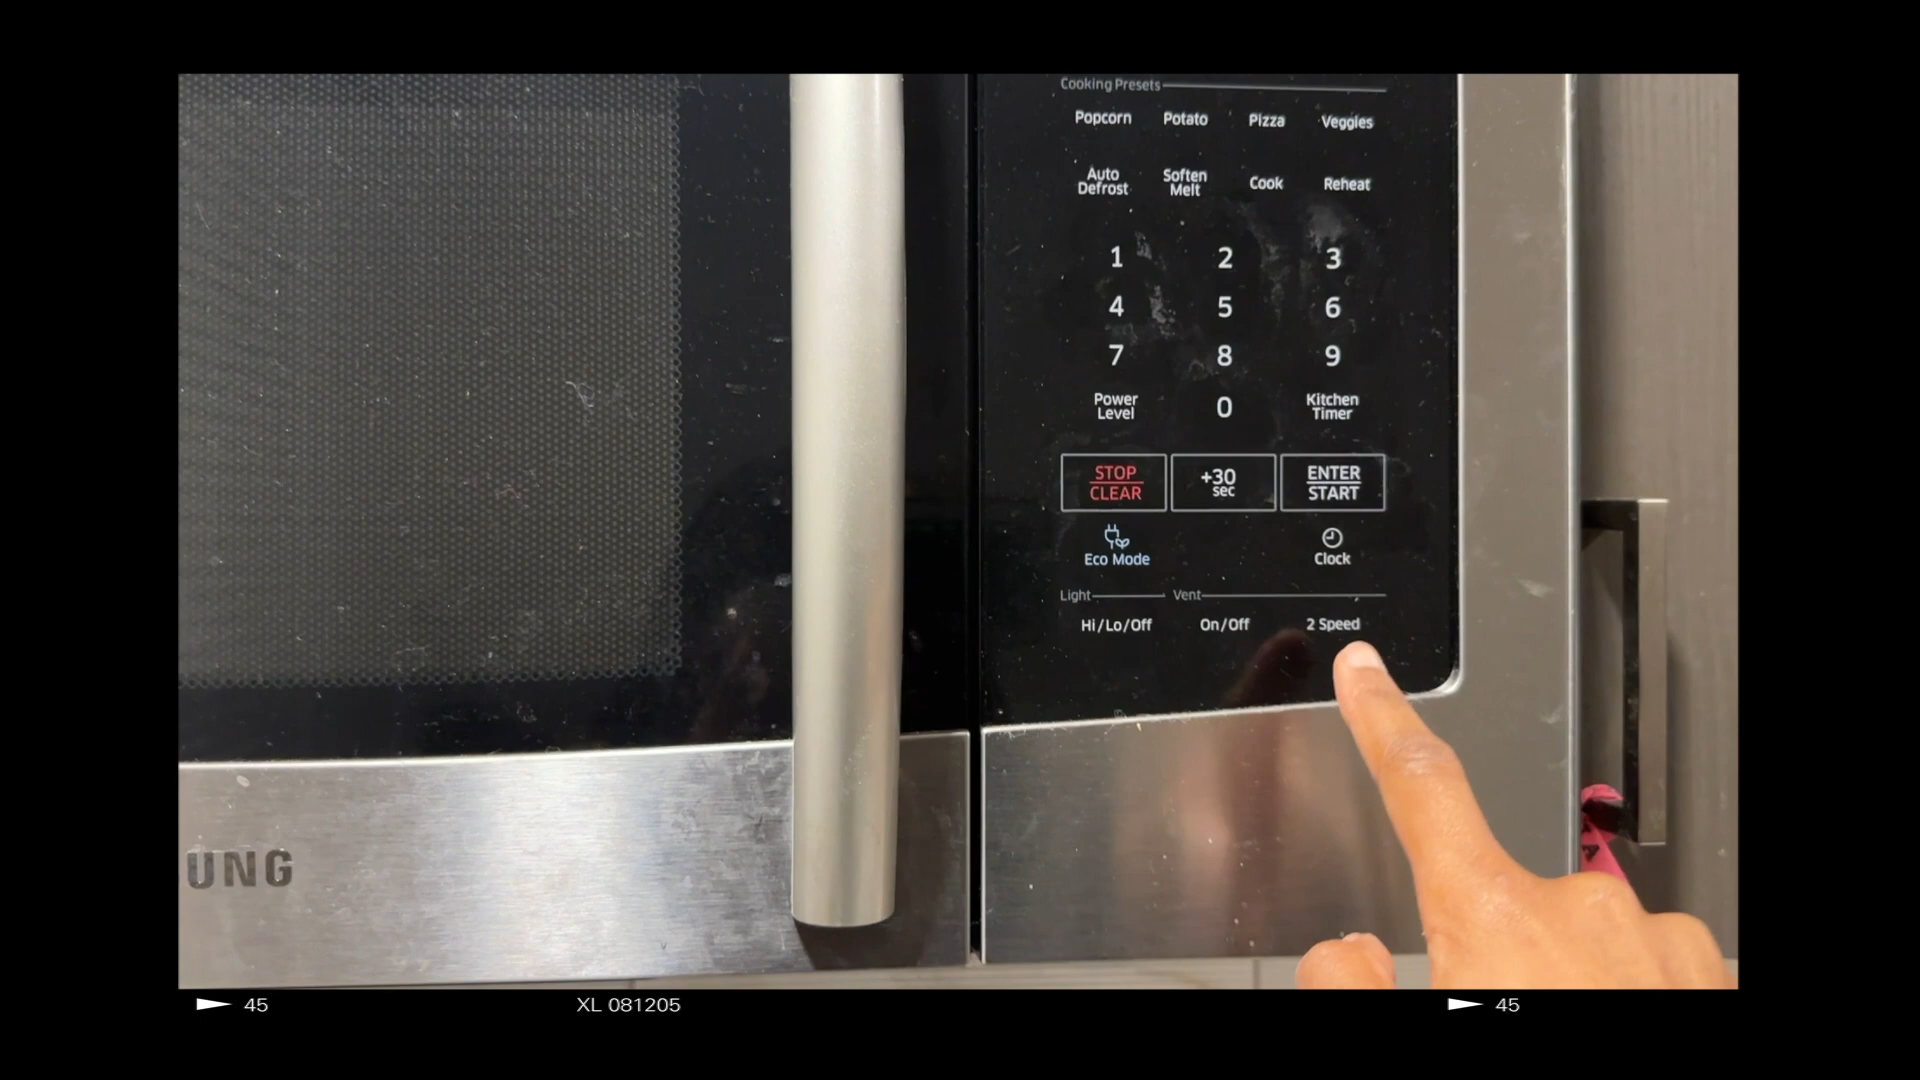 Cooking Presets
Popcorn Potato Pizza Veggies
Auto Defrost Soften Melt Cook Reheat
1 2 3
4 5 6
7 8 9
Power Level 0 Kitchen Timer
STOP CLEAR +30 sec ENTER START
Eco Mode Clock
Light Vent
Hi/Lo/Off On/Off 2 Speed
UNG
45 XL 081205 45